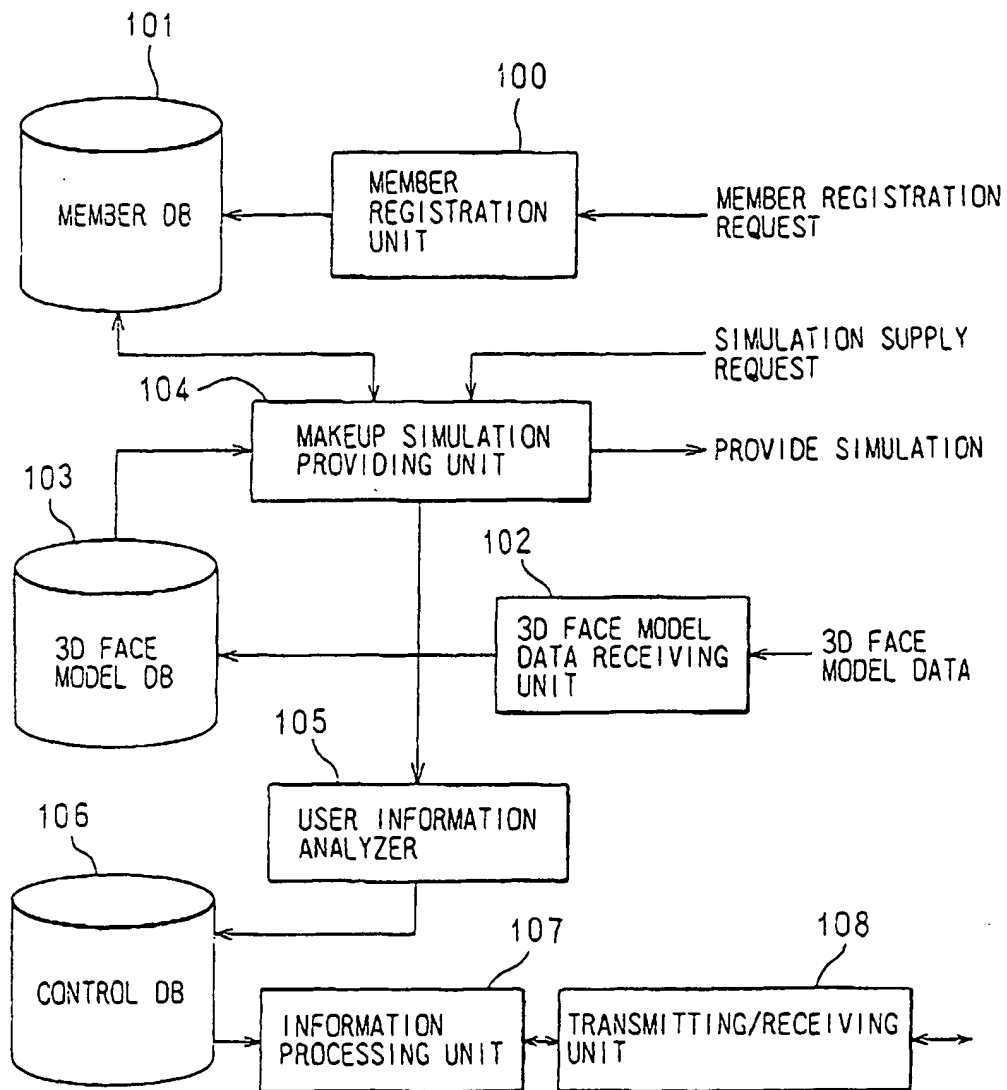 101
100
MEMBER DB
MEMBER
REGISTRATION
UNIT
MEMBER REGISTRATION
REQUEST
SIMULATION SUPPLY
REQUEST
104
MAKEUP SIMULATION
PROVIDING UNIT
PROVIDE SIMULATION
103
102
3D FACE
MODEL DB
3D FACE MODEL
DATA RECEIVING
UNIT
3D FACE
MODEL DATA
105
USER INFORMATION
ANALYZER
106
107
108
CONTROL DB
INFORMATION
PROCESSING UNIT
TRANSMITTING/RECEIVING
UNIT